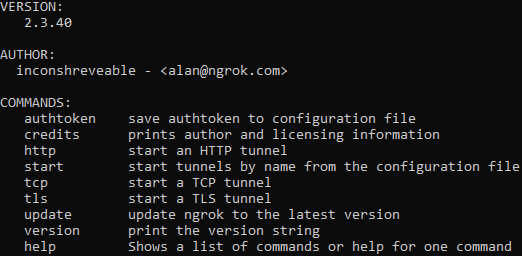 VERSION:
2.3.40
AUTHOR:
inconshreveable - <alan@ngrok.com>
COMMANDS:
authtoken    save authtoken to configuration file
credits      prints author and licensing information
http         start an HTTP tunnel
start        start tunnels by name from the configuration file
tcp          start a TCP tunnel
tls          start a TLS tunnel
update       update ngrok to the latest version
version      print the version string
help         Shows a list of commands or help for one command